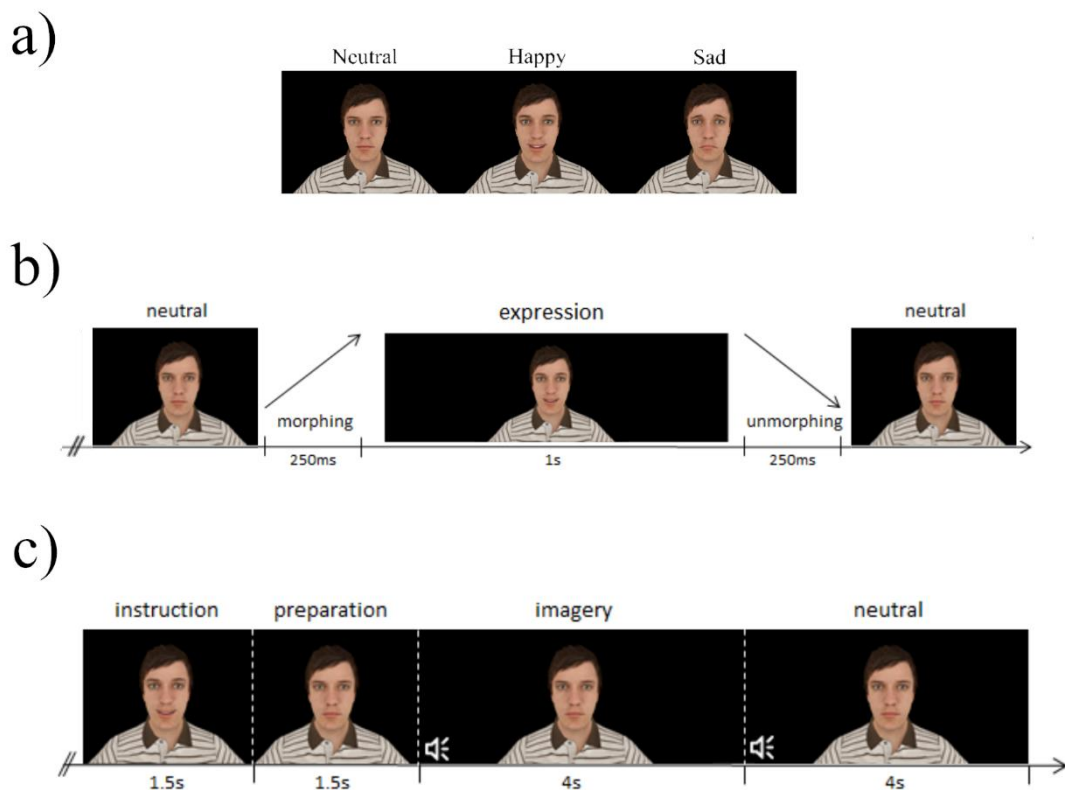 a)
Neutral Happy Sad
b)
neutral expression neutral
morphing unmorphing
250ms 1s 250ms
c)
instruction preparation imagery neutral
1.5s 1.5s 4s 4s